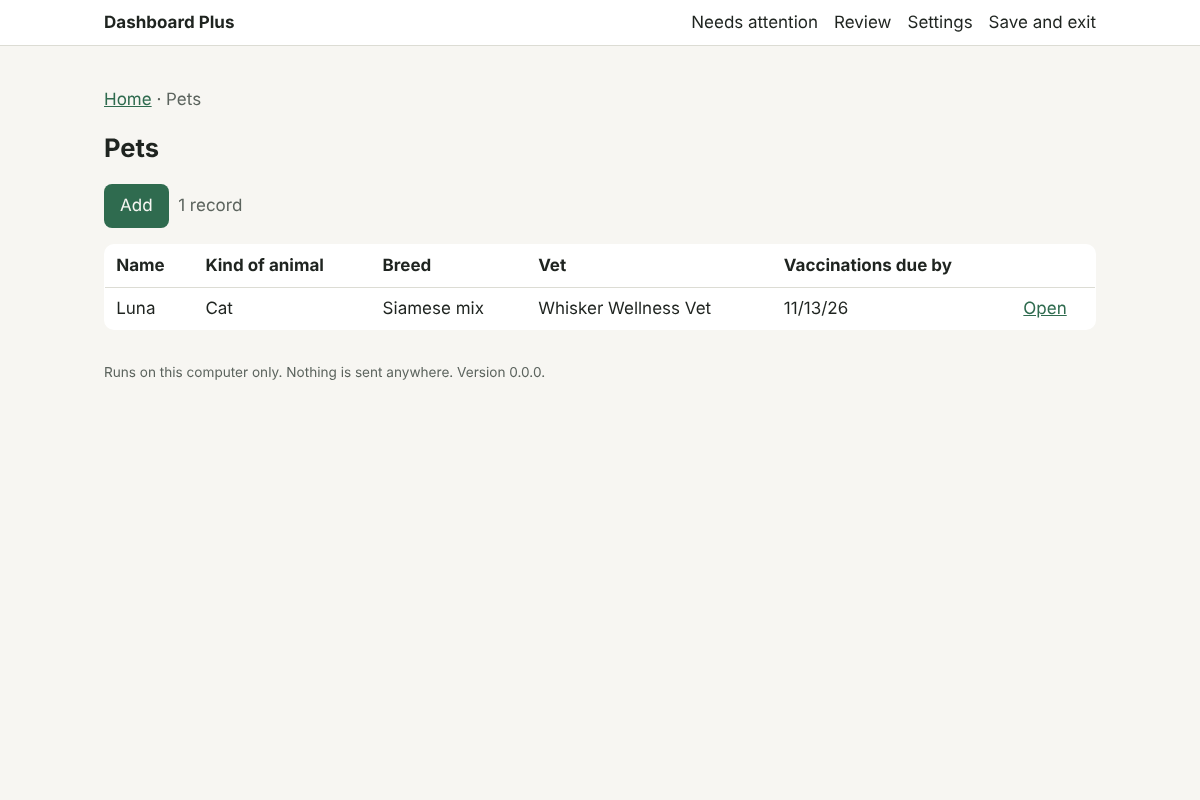 Dashboard Plus Needs attention Review Settings Save and exit
Home · Pets
Pets
Add 1 record
Name Kind of animal Breed Vet Vaccinations due by
Luna Cat Siamese mix Whisker Wellness Vet 11/13/26 Open
Runs on this computer only. Nothing is sent anywhere. Version 0.0.0.